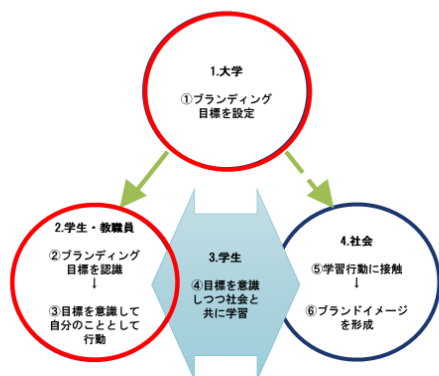 1.大学
①ブランディング
目標を設定
2.学生・教職員
②ブランディング
目標を認識
↓
③目標を意識して
自分のこととして
行動
3.学生
④目標を意識
しつつ社会と
共に学習
4.社会
⑤学習行動に接触
↓
⑥ブランドイメージ
を形成